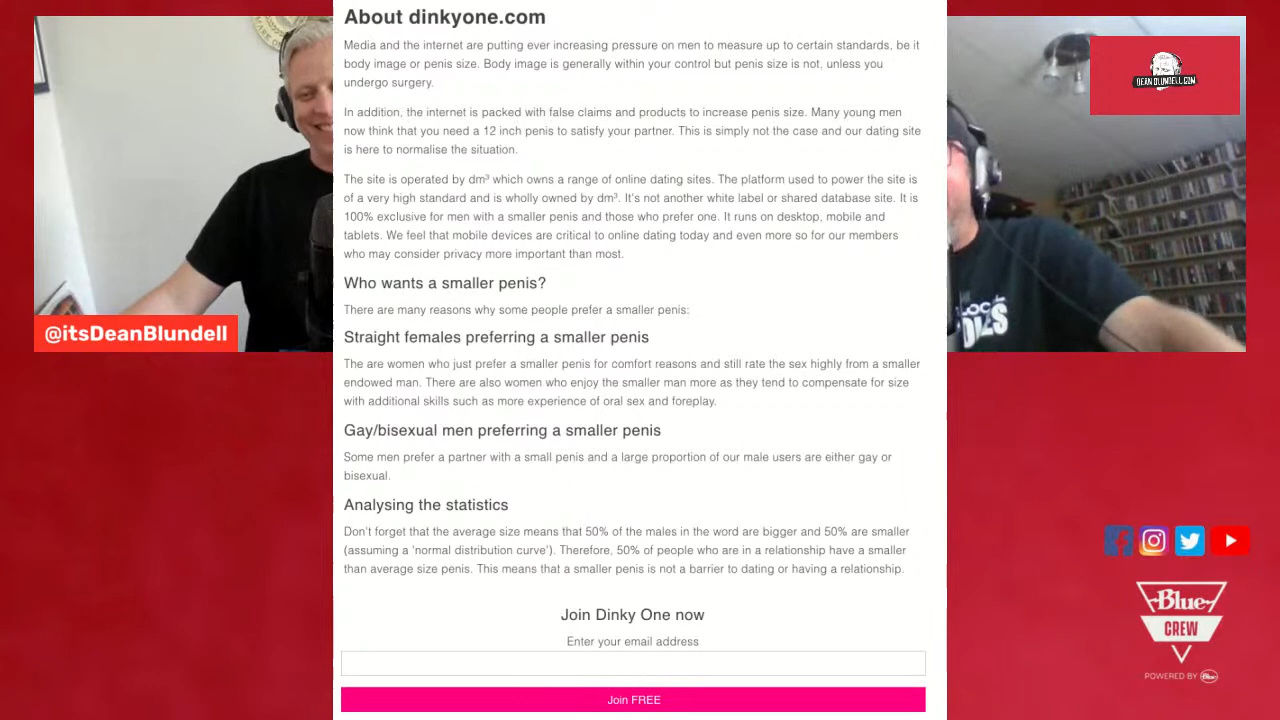 About dinkyone.com
Media and the internet are putting ever increasing pressure on men to measure up to certain standards, be it
body image or penis size. Body image is generally within your control but penis size is not, unless you
undergo surgery.
In addition, the internet is packed with false claims and products to increase penis size. Many young men
now think that you need a 12 inch penis to satisfy your partner. This is simply not the case and our dating site
is here to normalise the situation.
The site is operated by dm³ which owns a range of online dating sites. The platform used to power the site is
of a very high standard and is wholly owned by dm³. It's not another white label or shared database site. It is
100% exclusive for men with a smaller penis and those who prefer one. It runs on desktop, mobile and
tablets. We feel that mobile devices are critical to online dating today and even more so for our members
who may consider privacy more important than most.
Who wants a smaller penis?
There are many reasons why some people prefer a smaller penis:
Straight females preferring a smaller penis
The are women who just prefer a smaller penis for comfort reasons and still rate the sex highly from a smaller
endowed man. There are also women who enjoy the smaller man more as they tend to compensate for size
with additional skills such as more experience of oral sex and foreplay.
Gay/bisexual men preferring a smaller penis
Some men prefer a partner with a small penis and a large proportion of our male users are either gay or
bisexual.
Analysing the statistics
Don't forget that the average size means that 50% of the males in the word are bigger and 50% are smaller
(assuming a 'normal distribution curve'). Therefore, 50% of people who are in a relationship have a smaller
than average size penis. This means that a smaller penis is not a barrier to dating or having a relationship.
Join Dinky One now
Enter your email address
Join FREE
@itsDeanBlundell
DEAN BLUNDELL.COM
Blue
CREW
POWERED BY Blue